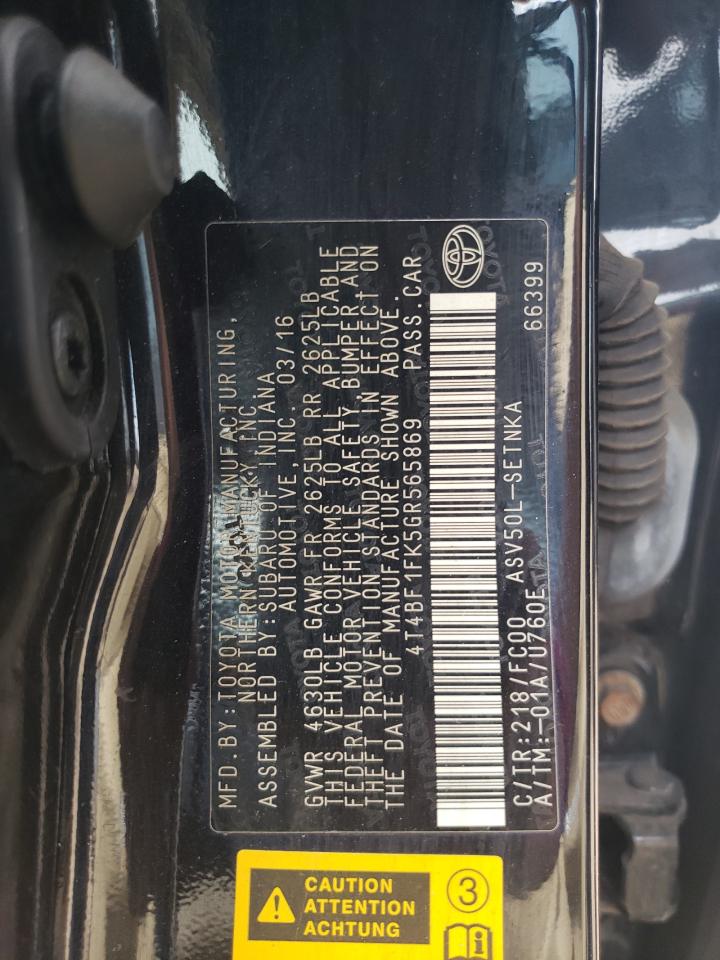 MFD.BY:TOYOTA MOTOR MANUFACTURING,
NORTHERN KENTUCKY, INC.
ASSEMBLED BY:SUBARU OF INDIANA
AUTOMOTIVE,INC. 03/16
GVWR 4630LB GAWR FR 2625LB RR 2625LB
THIS VEHICLE CONFORMS TO ALL APPLICABLE
FEDERAL MOTOR VEHICLE SAFETY,BUMPER AND
THEFT PREVENTION STANDARDS IN EFFECT ON
THE DATE OF MANUFACTURE SHOWN ABOVE.
4T4BF1FK5GR565869 PASS.CAR
C/TR:218/FC00 ASV50L-SETNKA
A/TM:-01A/U760E 66399
CAUTION
ATTENTION
ACHTUNG
3